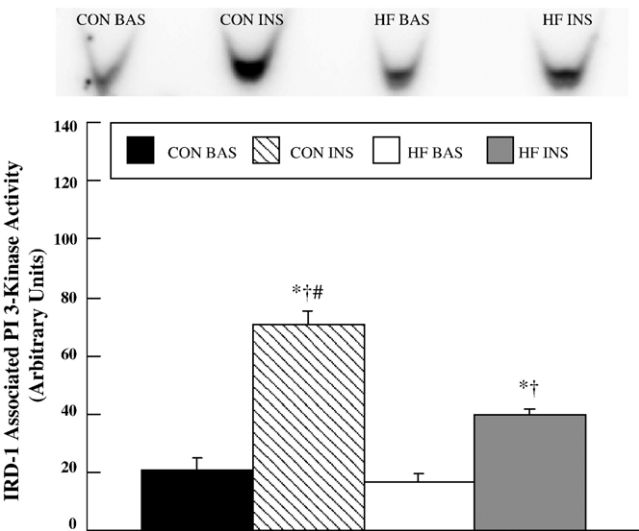 CON BAS CON INS HF BAS HF INS
140
CON BAS CON INS HF BAS HF INS
120
100
80
60
40
20
0
*†#
*†
IRD-1 Associated PI 3-Kinase Activity
(Arbitrary Units)